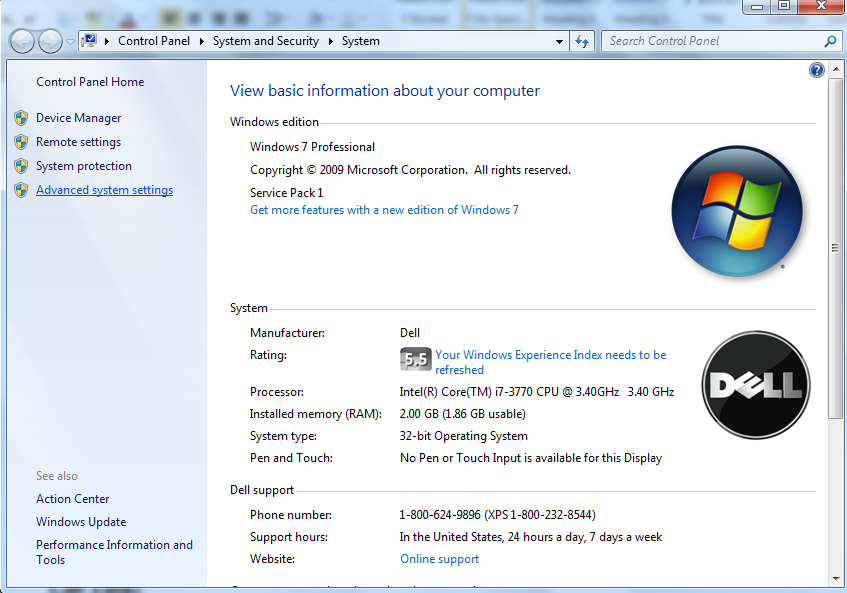 Control Panel
System and Security
System
Search Control Panel
Control Panel Home
Device Manager
Remote settings
System protection
Advanced system settings
See also
Action Center
Windows Update
Performance Information and
Tools
View basic information about your computer
Windows edition
Windows 7 Professional
Copyright © 2009 Microsoft Corporation.  All rights reserved.
Service Pack 1
Get more features with a new edition of Windows 7
System
Manufacturer: Dell
Rating: 5.5 Your Windows Experience Index needs to be
refreshed
Processor: Intel(R) Core(TM) i7-3770 CPU @ 3.40GHz   3.40 GHz
Installed memory (RAM): 2.00 GB (1.86 GB usable)
System type: 32-bit Operating System
Pen and Touch: No Pen or Touch Input is available for this Display
DELL
Dell support
Phone number: 1-800-624-9896 (XPS 1-800-232-8544)
Support hours: In the United States, 24 hours a day, 7 days a week
Website: Online support